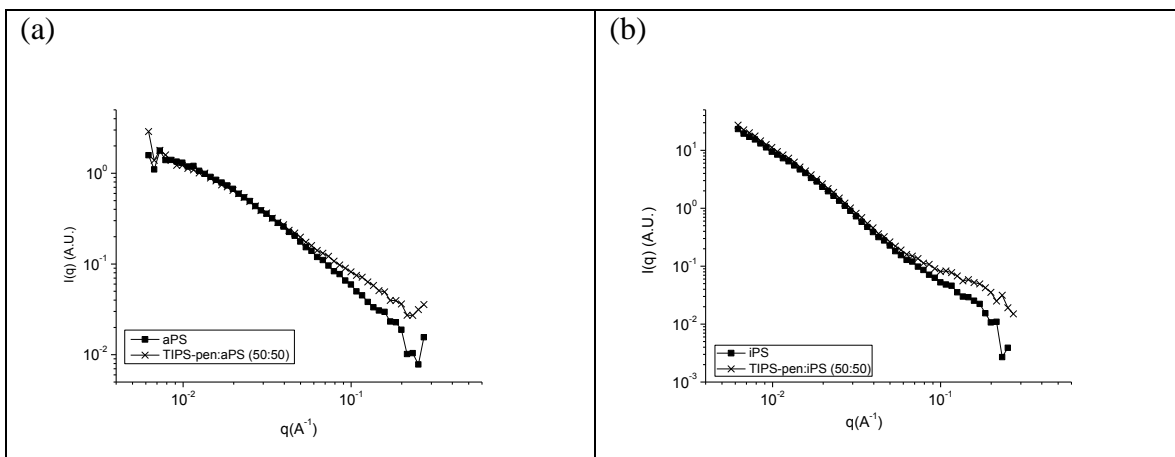 (a)
10⁰
10⁻¹
10⁻²
I(q) (A.U.)
aPS
TIPS-pen:aPS (50:50)
10⁻²
10⁻¹
q(A⁻¹)
(b)
10¹
10⁰
10⁻¹
10⁻²
10⁻³
I(q) (A.U.)
iPS
TIPS-pen:iPS (50:50)
10⁻²
10⁻¹
q(A⁻¹)